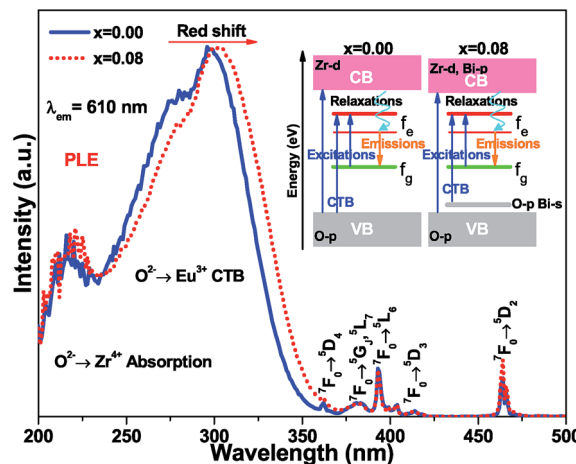 x=0.00
x=0.08
Red shift
λem = 610 nm
PLE
x=0.00
x=0.08
Zr-d
CB
Zr-d, Bi-p
CB
Relaxations
Relaxations
fe
fe
Emissions
Emissions
Excitations
Excitations
fg
fg
CTB
CTB
O-p Bi-s
O-p
VB
O-p
VB
Energy (eV)
O²⁻→ Eu³⁺ CTB
O²⁻→ Zr⁴⁺ Absorption
⁷F₀→⁵D₄
⁷F₀→⁵GJ, ⁵L₇
⁷F₀→⁵L₆
⁷F₀→⁵D₃
⁷F₀→⁵D₂
Intensity (a.u.)
200 250 300 350 400 450 500
Wavelength (nm)